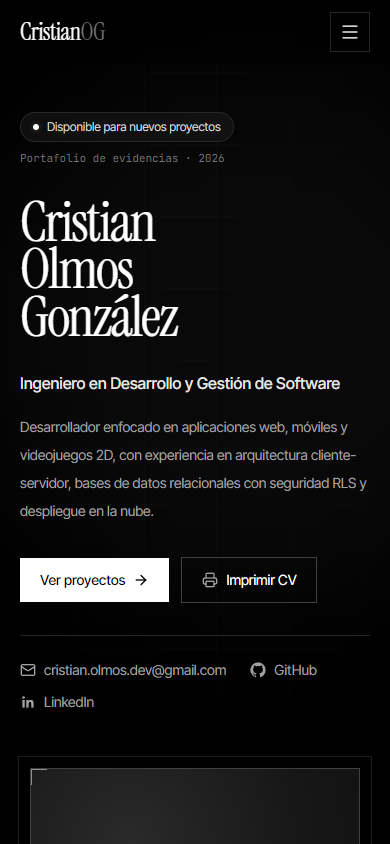 CristianOG
Disponible para nuevos proyectos
Portafolio de evidencias · 2026
Cristian
Olmos
González
Ingeniero en Desarrollo y Gestión de Software
Desarrollador enfocado en aplicaciones web, móviles y
videojuegos 2D, con experiencia en arquitectura cliente-
servidor, bases de datos relacionales con seguridad RLS y
despliegue en la nube.
Ver proyectos
Imprimir CV
cristian.olmos.dev@gmail.com
GitHub
LinkedIn